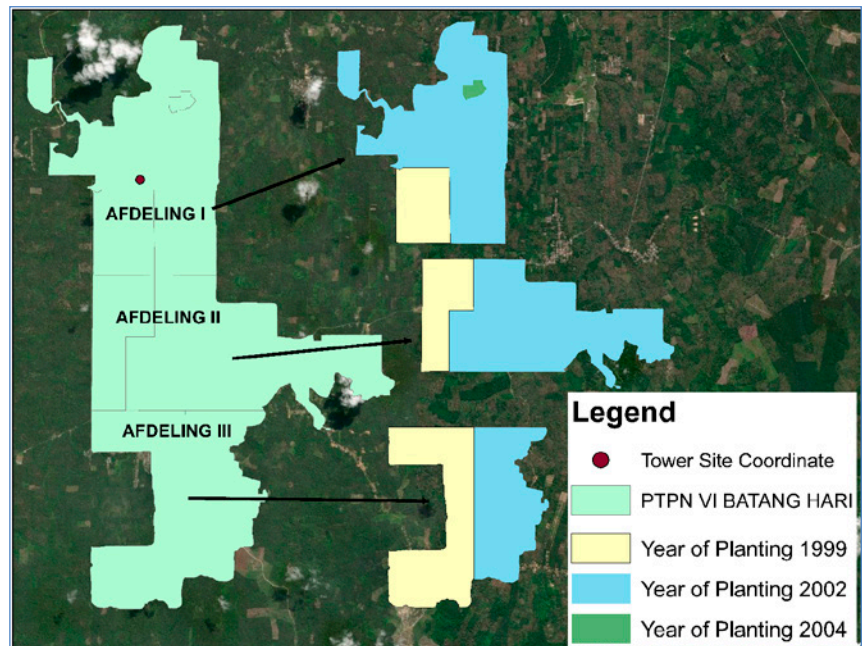 AFDELING I
AFDELING II
AFDELING III
Legend
Tower Site Coordinate
PTPN VI BATANG HARI
Year of Planting 1999
Year of Planting 2002
Year of Planting 2004